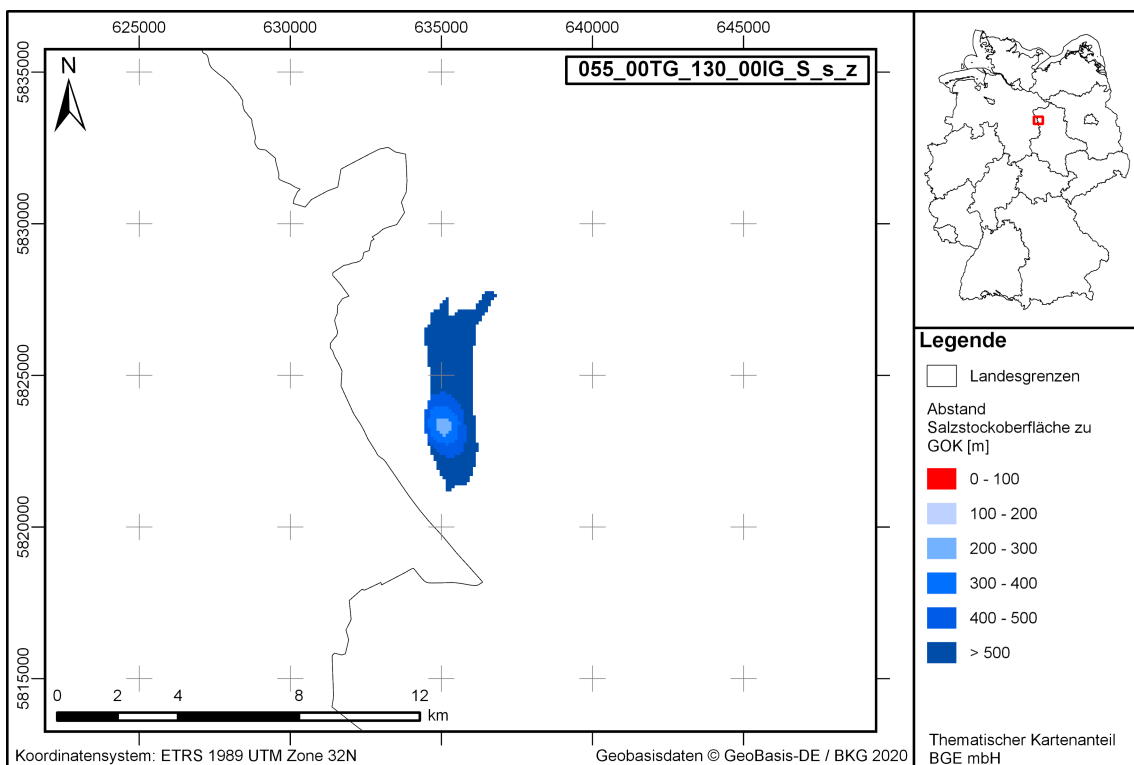 625000 630000 635000 640000 645000
055_00TG_130_00IG_S_s_z
N
5835000
5830000
5825000
5820000
5815000
0 2 4 8 12
km
Koordinatensystem: ETRS 1989 UTM Zone 32N
Geobasisdaten © GeoBasis-DE / BKG 2020
Legende
Landesgrenzen
Abstand
Salzstockoberfläche zu
GOK [m]
0 - 100
100 - 200
200 - 300
300 - 400
400 - 500
> 500
Thematischer Kartenanteil
BGE mbH